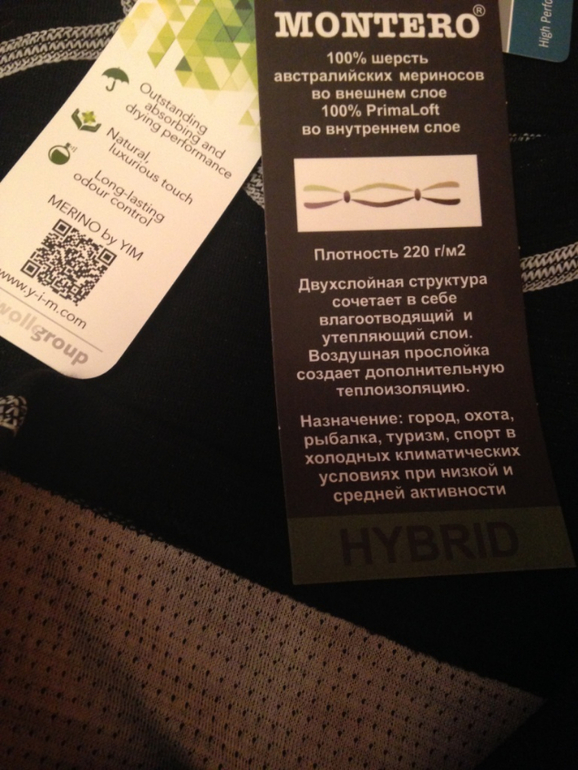 Outstanding
absorbing and
drying performance
Natural,
luxurious touch
Long-lasting
odour control
MERINO by YIM
www.y-i-m.com
wollgroup
MONTERO®
100% шерсть
австралийских мериносов
во внешнем слое
100% PrimaLoft
во внутреннем слое
Плотность 220 г/м2
Двухслойная структура
сочетает в себе
влагоотводящий и
утепляющий слои.
Воздушная прослойка
создает дополнительную
теплоизоляцию.
Назначение: город, охота,
рыбалка, туризм, спорт в
холодных климатических
условиях при низкой и
средней активности
HYBRID
High